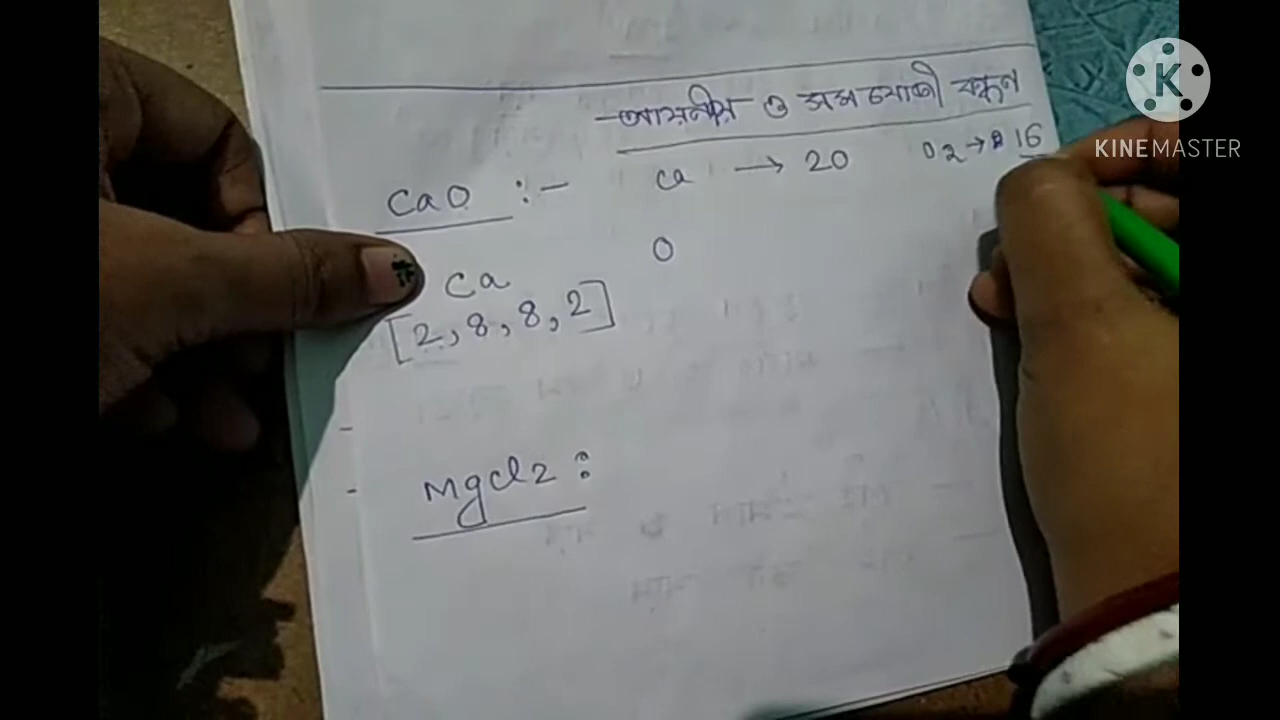 আয়নীয় ও সমযোজী বন্ধন
CaO :- Ca → 20 O2 → 16
O
Ca
[2, 8, 8, 2]
MgCl2 :
K
KINEMASTER